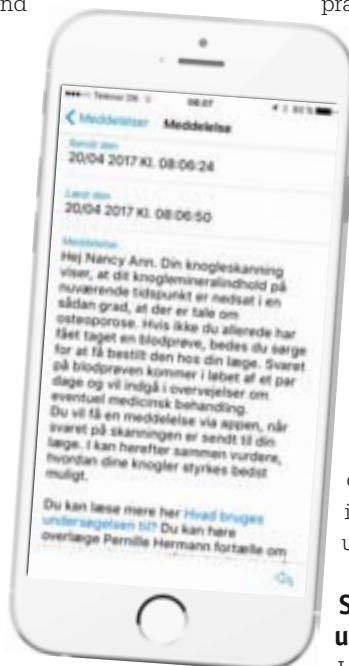 nd
pra
Telenor DK
08.07
Meddelelser Meddelelse
Sendt den
20/04 2017 Kl. 08:06:24
Læst den
20/04 2017 Kl. 08:06:50
Meddelelse
Hej Nancy Ann. Din knogleskanning
viser, at dit knoglemineralindhold på
nuværende tidspunkt er nedsat i en
sådan grad, at der er tale om
osteoporose. Hvis ikke du allerede har
fået taget en blodprøve, bedes du sørge
for at få bestilt den hos din læge. Svaret
på blodprøven kommer i løbet af et par
dage og vil indgå i overvejelser om
eventuel medicinsk behandling.
Du vil få en meddelelse via appen, når
svaret på skanningen er sendt til din
læge. I kan herefter sammen vurdere,
hvordan dine knogler styrkes bedst
muligt.
Du kan læse mere her Hvad bruges
undersøgelsen til? Du kan høre
overlæge Pernille Hermann fortælle om
i
u
S
u